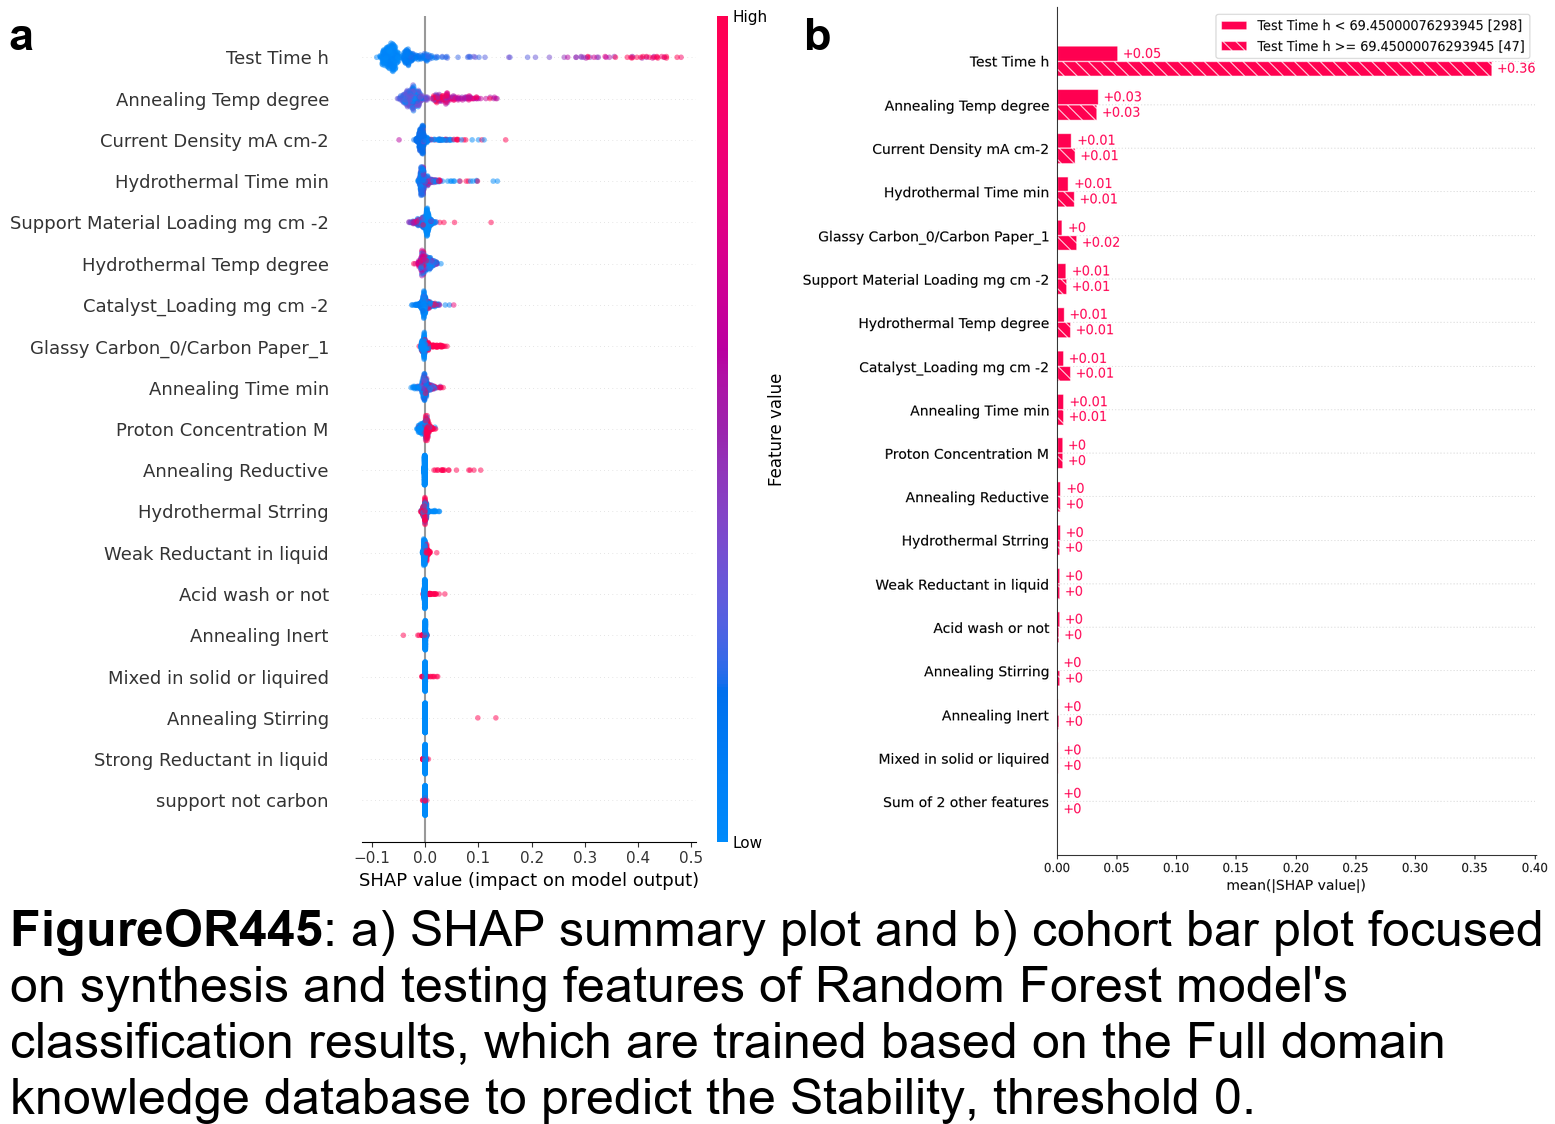 a
Test Time h
Annealing Temp degree
Current Density mA cm-2
Hydrothermal Time min
Support Material Loading mg cm -2
Hydrothermal Temp degree
Catalyst_Loading mg cm -2
Glassy Carbon_0/Carbon Paper_1
Annealing Time min
Proton Concentration M
Annealing Reductive
Hydrothermal Strring
Weak Reductant in liquid
Acid wash or not
Annealing Inert
Mixed in solid or liquired
Annealing Stirring
Strong Reductant in liquid
support not carbon
−0.1 0.0 0.1 0.2 0.3 0.4 0.5
SHAP value (impact on model output)
High
Feature value
Low
b
Test Time h < 69.45000076293945 [298]
Test Time h >= 69.45000076293945 [47]
Test Time h
+0.05
+0.36
Annealing Temp degree
+0.03
+0.03
Current Density mA cm-2
+0.01
+0.01
Hydrothermal Time min
+0.01
+0.01
Glassy Carbon_0/Carbon Paper_1
+0
+0.02
Support Material Loading mg cm -2
+0.01
+0.01
Hydrothermal Temp degree
+0.01
+0.01
Catalyst_Loading mg cm -2
+0.01
+0.01
Annealing Time min
+0.01
+0.01
Proton Concentration M
+0
+0
Annealing Reductive
+0
+0
Hydrothermal Strring
+0
+0
Weak Reductant in liquid
+0
+0
Acid wash or not
+0
+0
Annealing Stirring
+0
+0
Annealing Inert
+0
+0
Mixed in solid or liquired
+0
+0
Sum of 2 other features
+0
+0
0.00 0.05 0.10 0.15 0.20 0.25 0.30 0.35 0.40
mean(|SHAP value|)
FigureOR445: a) SHAP summary plot and b) cohort bar plot focused
on synthesis and testing features of Random Forest model's
classification results, which are trained based on the Full domain
knowledge database to predict the Stability, threshold 0.